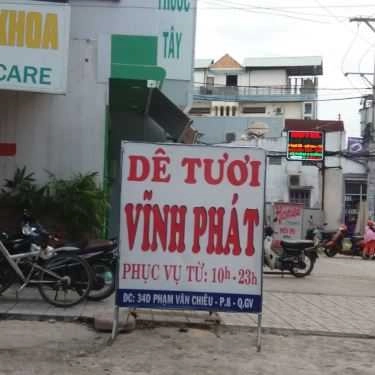 KHOA
CARE
THUỐC
TÂY
DÊ TƯƠI
VĨNH PHÁT
PHỤC VỤ TỪ: 10h - 23h
ĐC: 34D PHẠM VĂN CHIÊU - P.8 - Q.GV
Honda